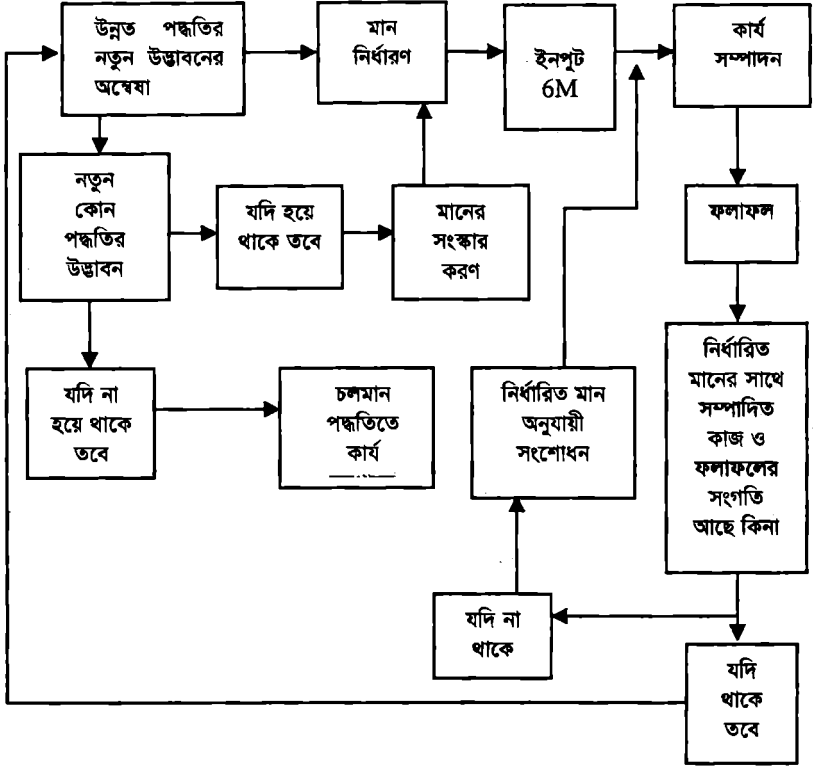 উন্নত পদ্ধতির
নতুন উদ্ভাবনের
অন্বেষা
মান
নির্ধারণ
ইনপুট
6M
কার্য
সম্পাদন
নতুন
কোন
পদ্ধতির
উদ্ভাবন
যদি হয়ে
থাকে তবে
মানের
সংস্কার
করণ
ফলাফল
যদি না
হয়ে থাকে
তবে
চলমান
পদ্ধতিতে
কার্য
নির্ধারিত মান
অনুযায়ী
সংশোধন
নির্ধারিত
মানের সাথে
সম্পাদিত
কাজ ও
ফলাফলের
সংগতি
আছে কিনা
যদি না
থাকে
যদি
থাকে
তবে